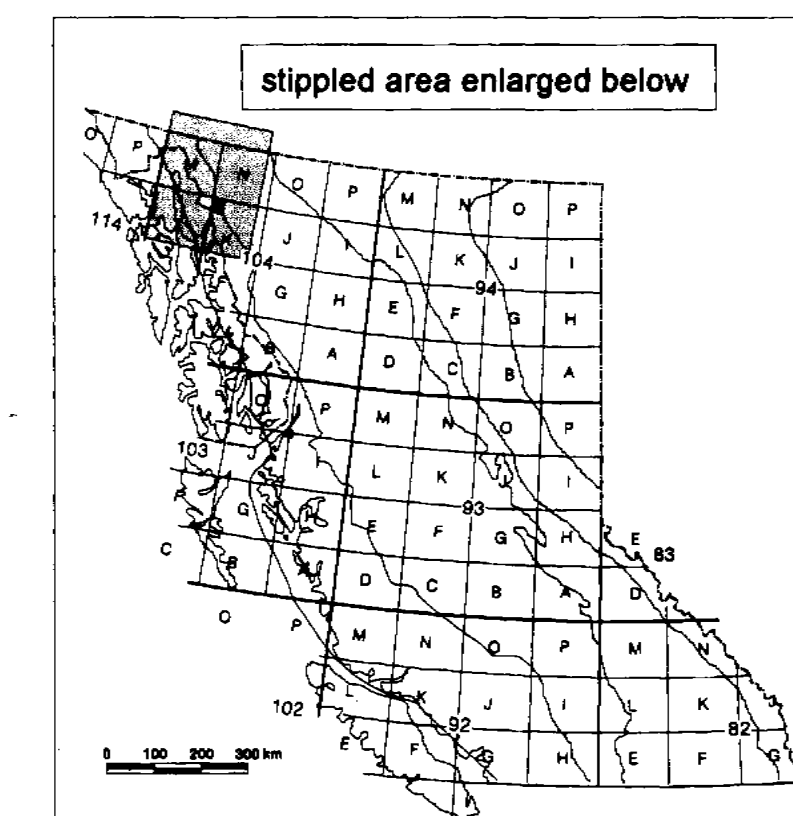 stippled area enlarged below
O P M N O P M N O P
114 K J I L K J I
104 94
G H E F G H
B A D C B A
O P M N O P
103 J I L K J I
93
G H E F G H E 83
C B A D C B A D
O P M N O P M N
102 L K J I L K
92 82
E F G H E F G
0 100 200 300 km